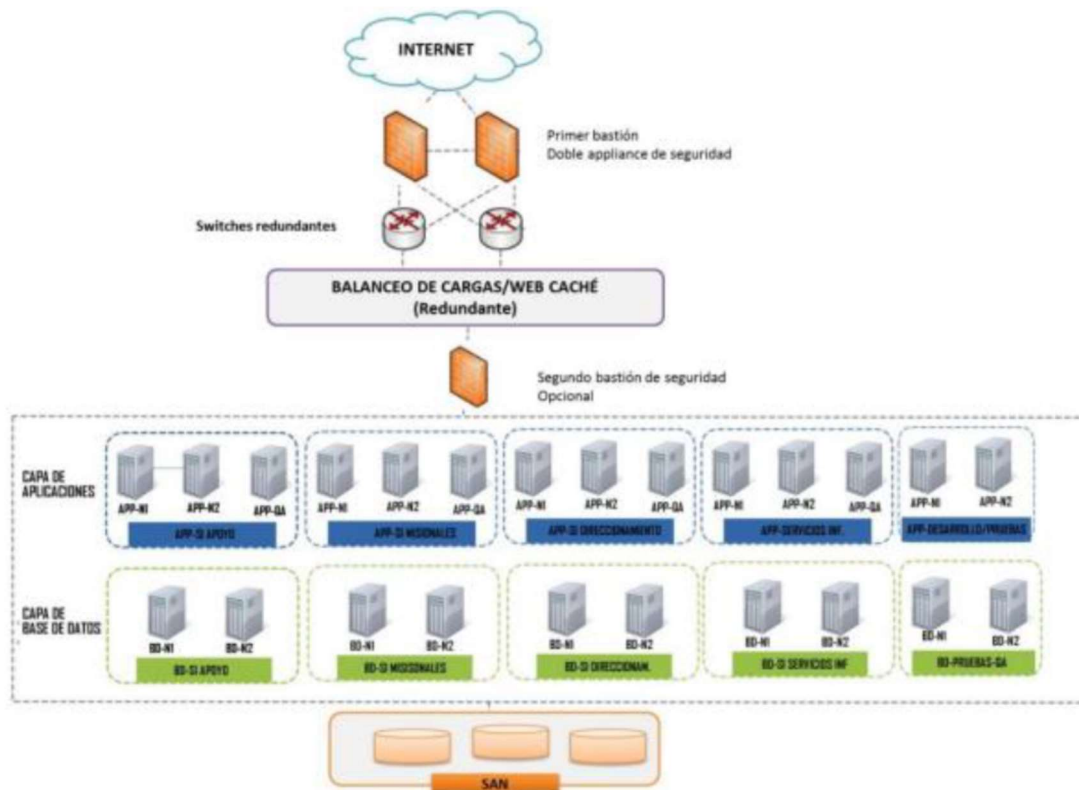 INTERNET
Primer bastión
Doble appliance de seguridad
Switches redundantes
BALANCEO DE CARGAS/WEB CACHÉ
(Redundante)
Segundo bastión de seguridad
Opcional
CAPA DE
APLICACIONES
APP-N1 APP-N2 APP-QA
APP-SI APOYO
APP-N1 APP-N2 APP-QA
APP-SI MISIONALES
APP-N1 APP-N2 APP-QA
APP-SI DIRECCIONAMIENTO
APP-N1 APP-N2 APP-QA
APP-SERVICIOS INF.
APP-N1 APP-N2
APP-DESARROLLO/PRUEBAS
CAPA DE
BASE DE DATOS
BD-N1 BD-N2
BD-SI APOYO
BD-N1 BD-N2
BD-SI MISISONALES
BD-N1 BD-N2
BD-SI DIRECCIONAM.
BD-N1 BD-N2
BD-SI SERVICIOS INF
BD-N1 BD-N2
BD-PRUEBAS-QA
SAN